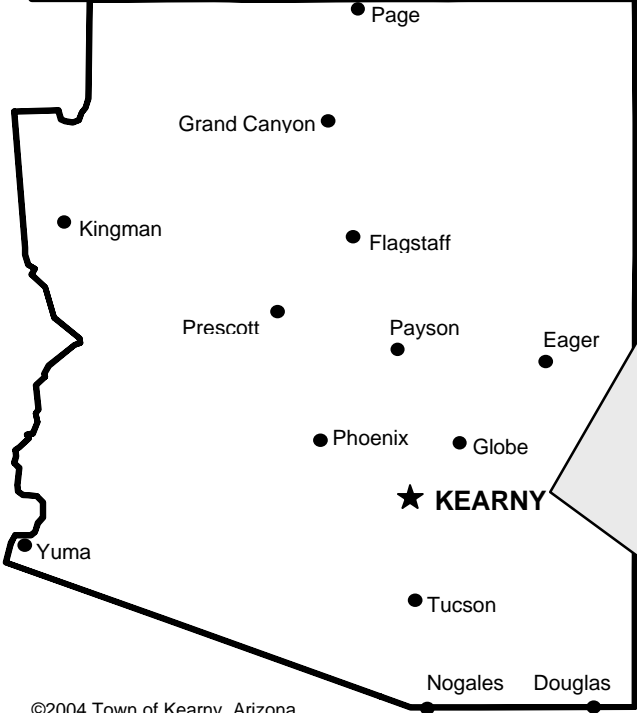 Page
Grand Canyon
Kingman
Flagstaff
Prescott
Payson
Eager
Phoenix
Globe
KEARNY
Yuma
Tucson
Nogales
Douglas
©2004 Town of Kearny, Arizona